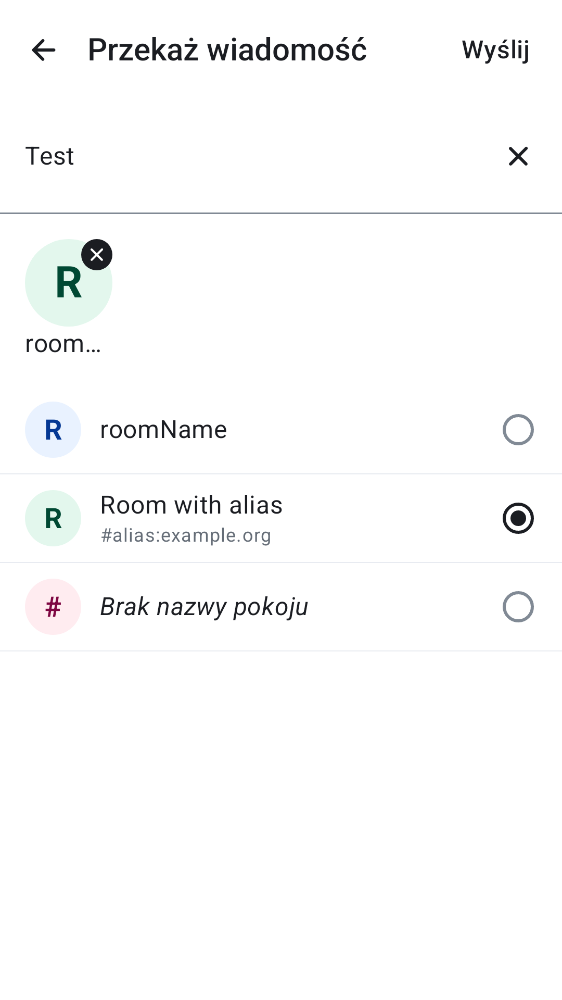 Przekaż wiadomość
Wyślij
Test
R
room…
R
roomName
R
Room with alias
#alias:example.org
#
Brak nazwy pokoju